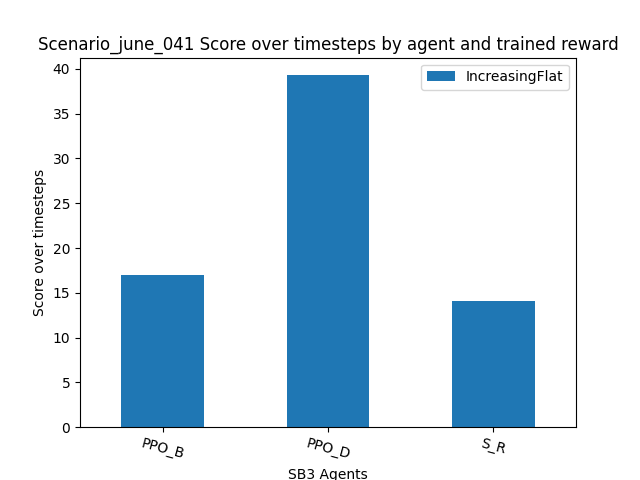 Scenario_june_041 Score over timesteps by agent and trained reward
IncreasingFlat
40
35
30
25
20
15
10
5
0
Score over timesteps
PPO_B
PPO_D
S_R
SB3 Agents